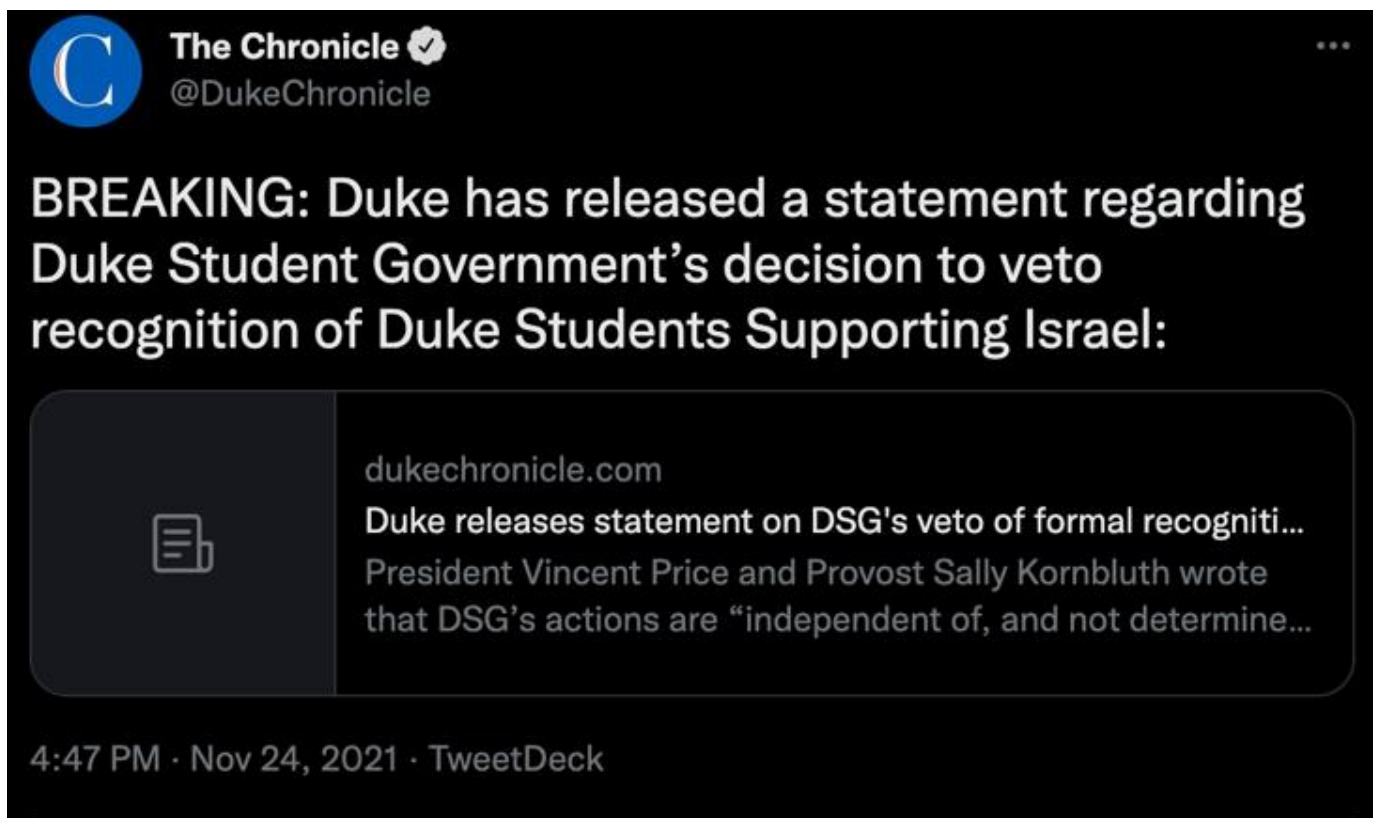 The Chronicle
@DukeChronicle
BREAKING: Duke has released a statement regarding
Duke Student Government’s decision to veto
recognition of Duke Students Supporting Israel:
dukechronicle.com
Duke releases statement on DSG's veto of formal recogniti...
President Vincent Price and Provost Sally Kornbluth wrote
that DSG’s actions are “independent of, and not determine...
4:47 PM · Nov 24, 2021 · TweetDeck